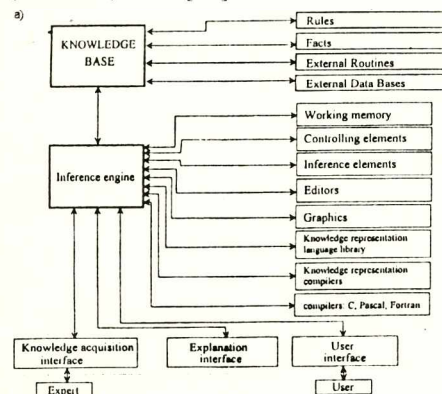 a)
KNOWLEDGE
BASE
Rules
Facts
External Routines
External Data Bases
Inference engine
Working memory
Controlling elements
Inference elements
Editors
Graphics
Knowledge representation
language library
Knowledge representation
compilers
compilers: C, Pascal, Fortran
Knowledge acquisition
interface
Explanation
interface
User
interface
Expert
User